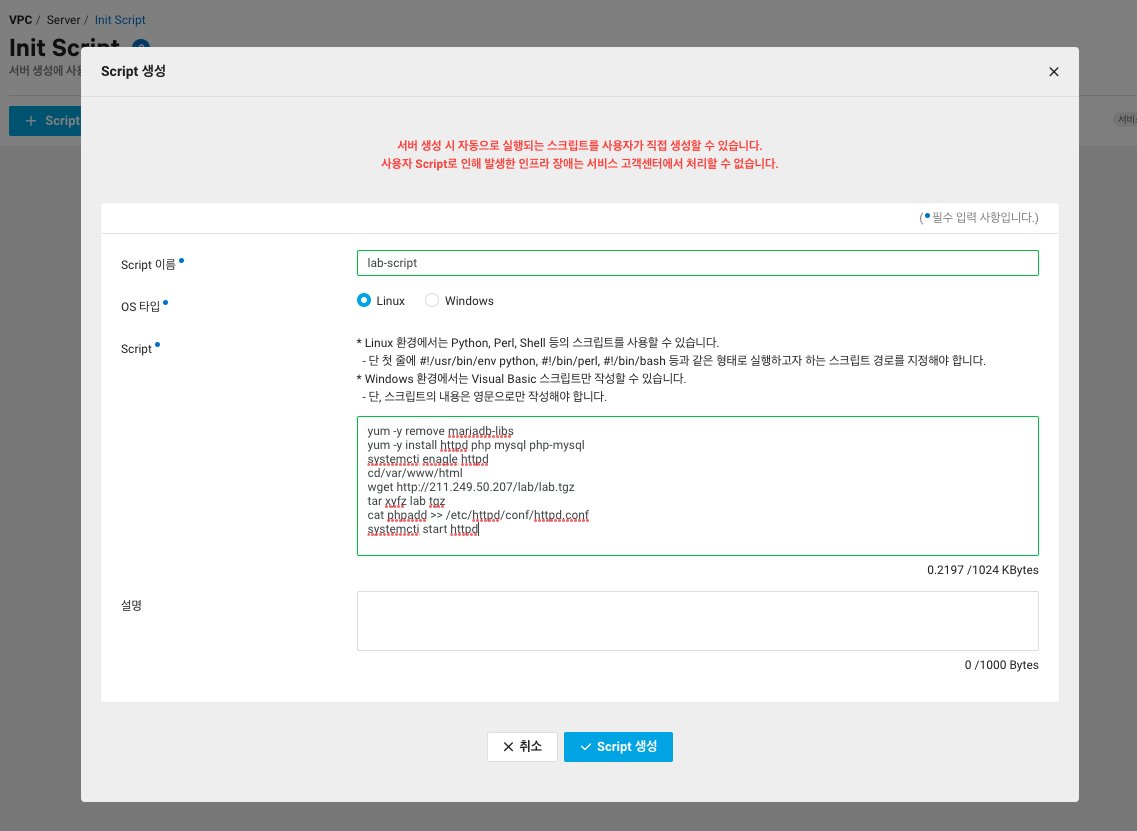 VPC / Server / Init Script
Init Script
서버 생성에 사용
+ Script
서비스
Script 생성
서버 생성 시 자동으로 실행되는 스크립트를 사용자가 직접 생성할 수 있습니다.
사용자 Script로 인해 발생한 인프라 장애는 서비스 고객센터에서 처리할 수 없습니다.
(•필수 입력 사항입니다.)
Script 이름•
lab-script
OS 타입•
Linux Windows
Script•
* Linux 환경에서는 Python, Perl, Shell 등의 스크립트를 사용할 수 있습니다.
- 단 첫 줄에 #!/usr/bin/env python, #!/bin/perl, #!/bin/bash 등과 같은 형태로 실행하고자 하는 스크립트 경로를 지정해야 합니다.
* Windows 환경에서는 Visual Basic 스크립트만 작성할 수 있습니다.
- 단, 스크립트의 내용은 영문으로만 작성해야 합니다.
yum -y remove mariadb-libs
yum -y install httpd php mysql php-mysql
systemcti enagle httpd
cd/var/www/html
wget http://211.249.50.207/lab/lab.tgz
tar xyfz lab tgz
cat phpadd >> /etc/httpd/conf/httpd.conf
systemcti start httpd
0.2197 /1024 KBytes
설명
0 /1000 Bytes
취소
Script 생성